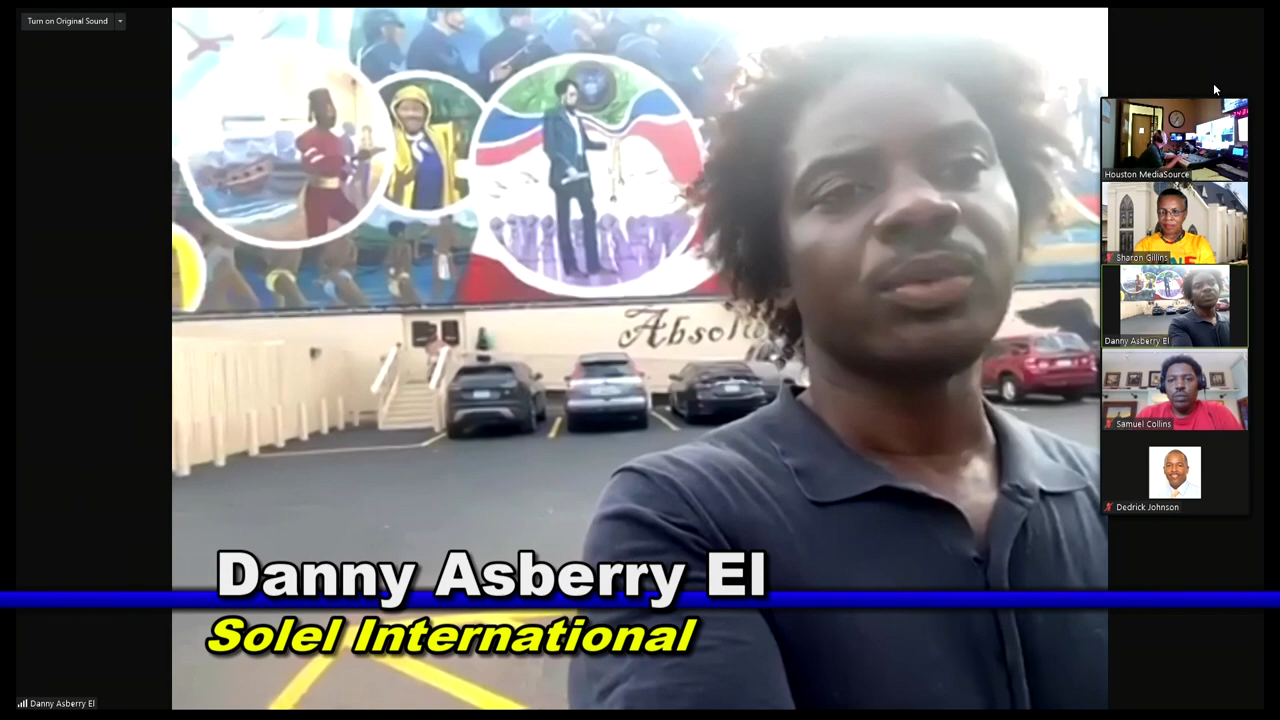 Turn on Original Sound
Absolu
Houston MediaSource
Sharon Gillins
Danny Asberry El
Samuel Collins
Dedrick Johnson
Danny Asberry El
Solel International
Danny Asberry El